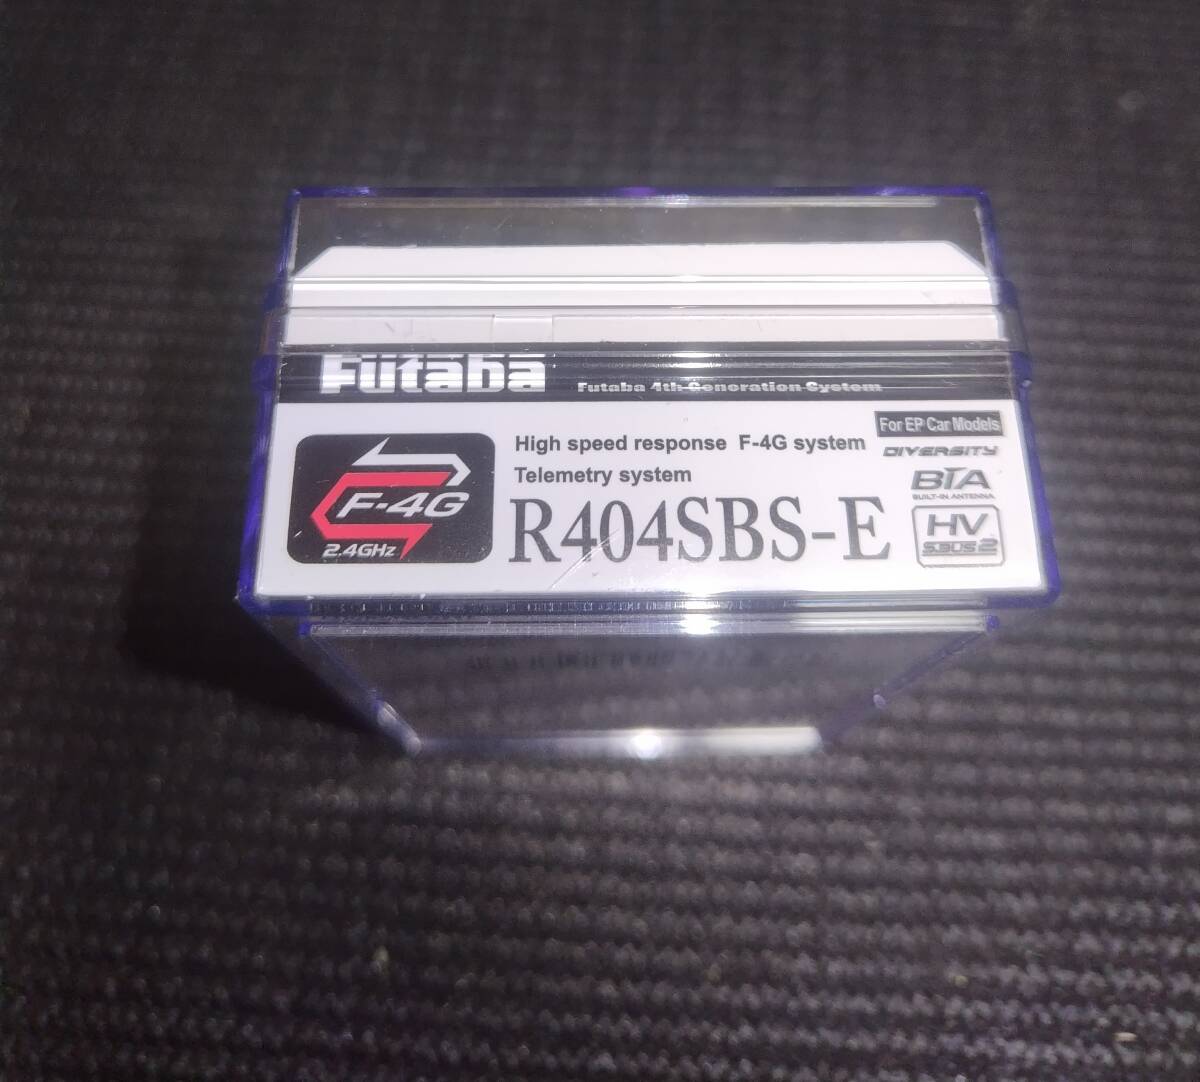 Futaba
Futaba 4th Generation System
For EP Car Models
High speed response F-4G system
DIVERSITY
Telemetry system
BTA
BUILT-IN ANTENNA
F-4G
2.4GHz
R404SBS-E
HV
S.BUS2